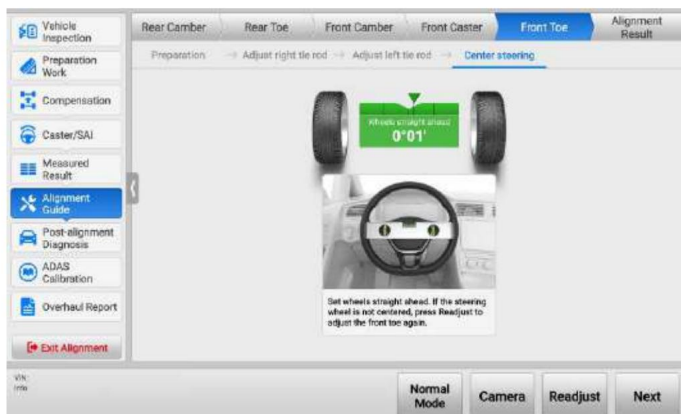 Vehicle
Inspection
Preparation
Work
Compensation
Caster/SAI
Measured
Result
Alignment
Guide
Post-alignment
Diagnosis
ADAS
Calibration
Overhaul Report
Exit Alignment
Rear Camber
Rear Toe
Front Camber
Front Caster
Front Toe
Alignment
Result
Preparation → Adjust right tie rod → Adjust left tie rod → Center steering
Wheels straight ahead
0°01'
Set wheels straight ahead. If the steering
wheel is not centered, press Readjust to
adjust the front toe again.
VIN:
Info
Normal
Mode
Camera
Readjust
Next